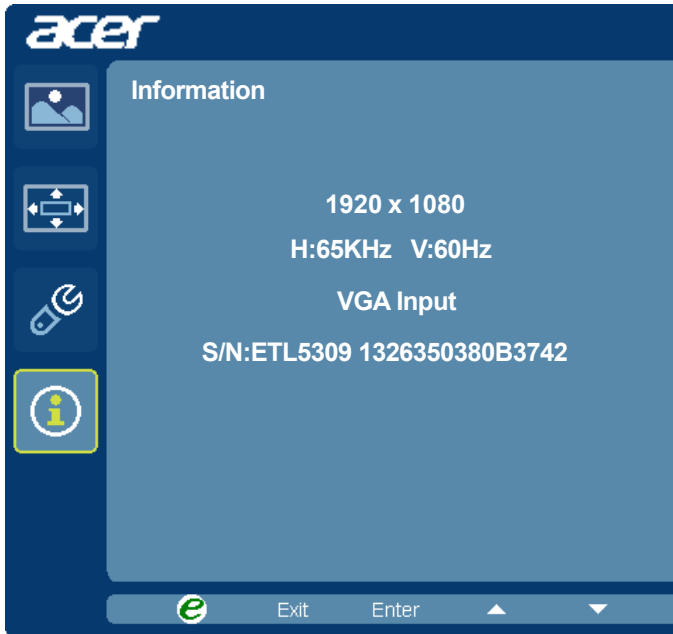 acer
Information
1920 x 1080
H:65KHz V:60Hz
VGA Input
S/N:ETL5309 1326350380B3742
e Exit Enter